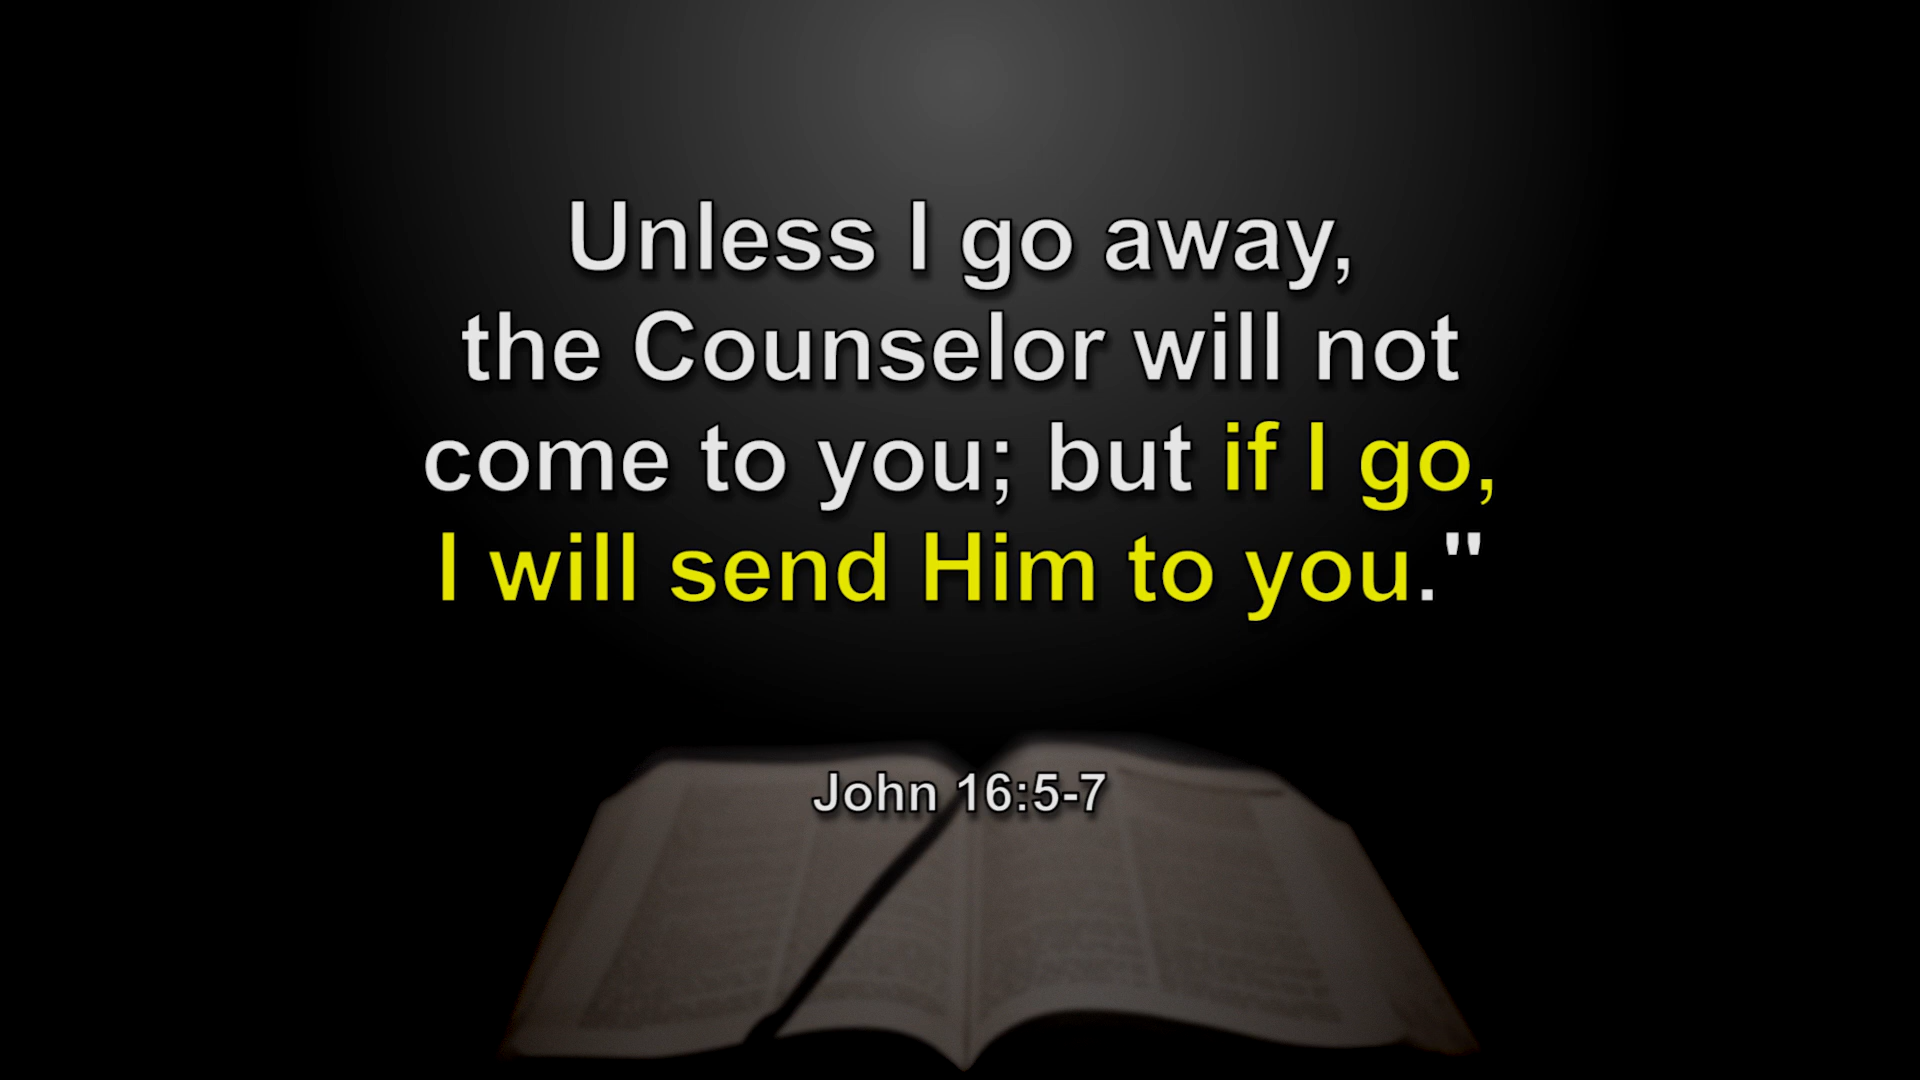 Unless I go away,
the Counselor will not
come to you; but if I go,
I will send Him to you."
John 16:5-7